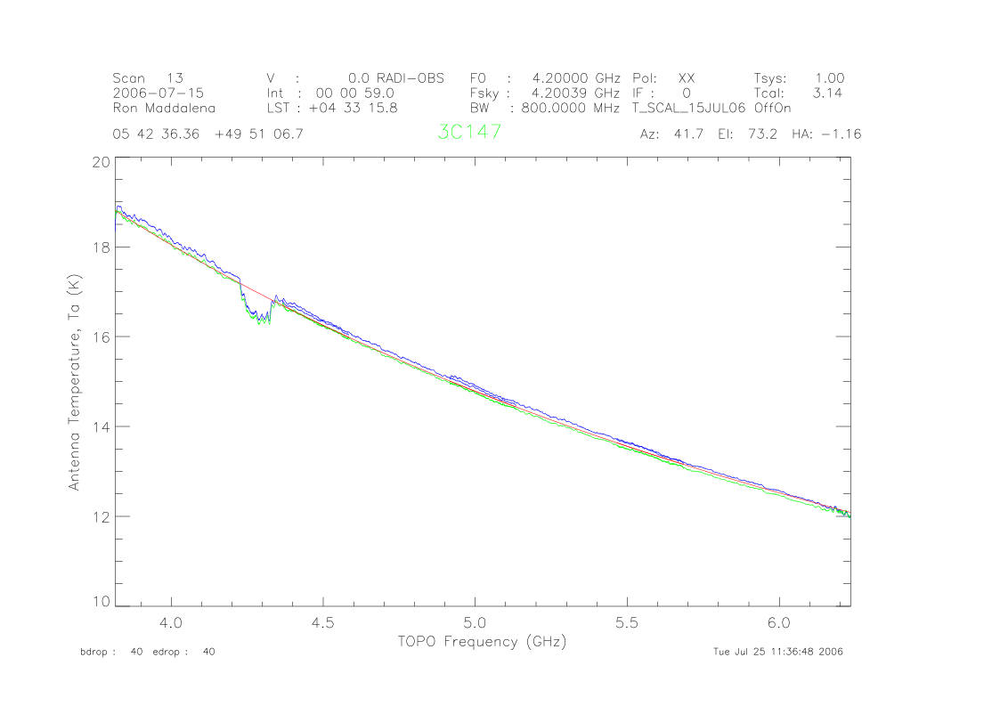 Scan 13 V : 0.0 RADI-OBS F0 : 4.20000 GHz Pol: XX Tsys: 1.00
2006-07-15 Int : 00 00 59.0 Fsky : 4.20039 GHz IF : 0 Tcal: 3.14
Ron Maddalena LST : +04 33 15.8 BW : 800.0000 MHz T_SCAL_15JUL06 OffOn
05 42 36.36 +49 51 06.7 3C147 Az: 41.7 El: 73.2 HA: -1.16
20
18
16
14
12
10
Antenna Temperature, Ta (K)
4.0 4.5 5.0 5.5 6.0
TOPO Frequency (GHz)
bdrop : 40 edrop : 40 Tue Jul 25 11:36:48 2006